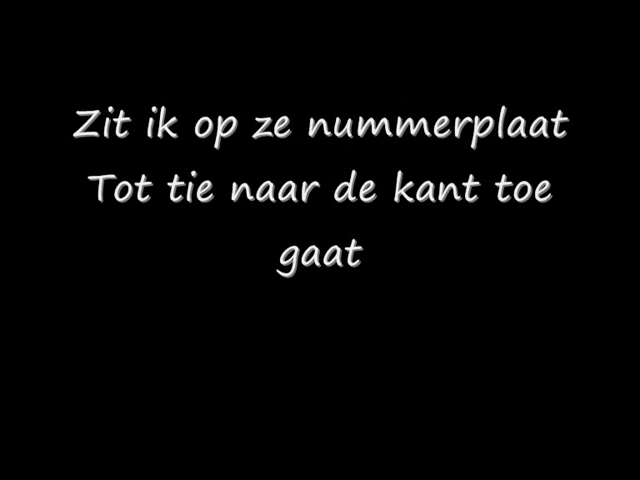 Zit ik op ze nummerplaat
Tot tie naar de kant toe
gaat